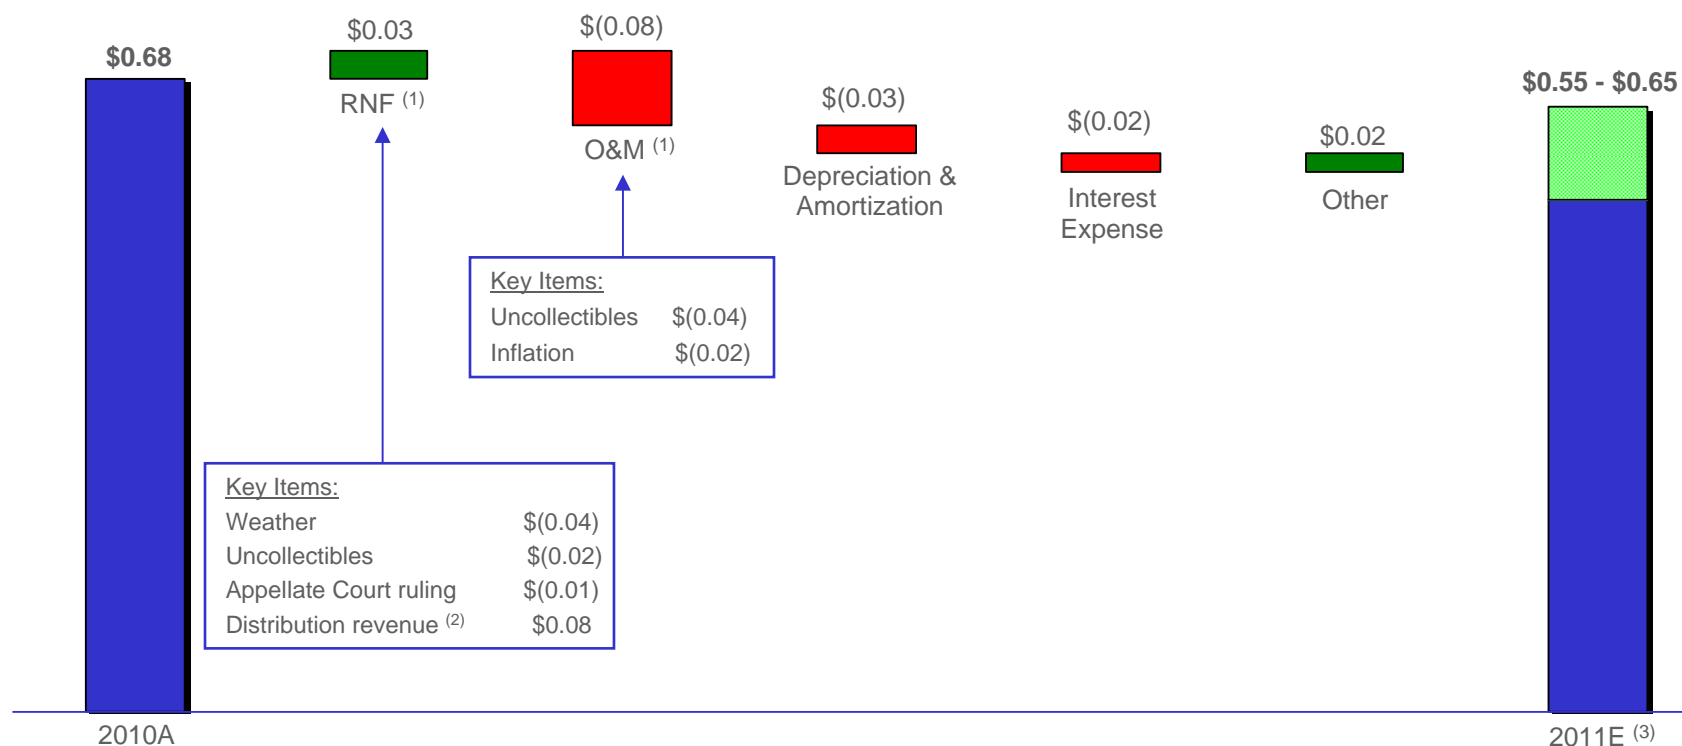 $0.68
$0.03
RNF (1)
$(0.08)
O&M (1)
$(0.03)
Depreciation &
Amortization
$(0.02)
Interest
Expense
$0.02
Other
$0.55 - $0.65
Key Items:
Uncollectibles $(0.04)
Inflation $(0.02)
Key Items:
Weather $(0.04)
Uncollectibles $(0.02)
Appellate Court ruling $(0.01)
Distribution revenue (2) $0.08
2010A
2011E (3)